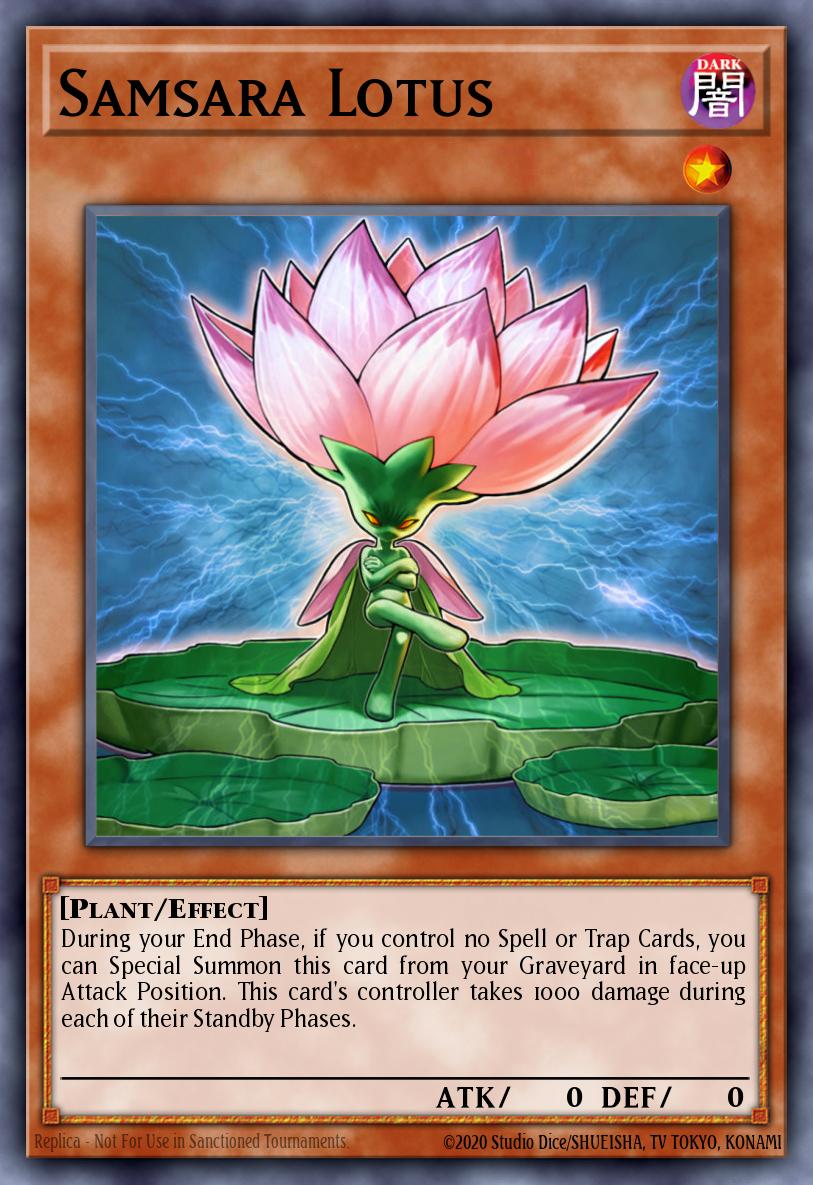 Samsara Lotus
DARK
闇
[Plant/Effect]
During your End Phase, if you control no Spell or Trap Cards, you
can Special Summon this card from your Graveyard in face-up
Attack Position. This card's controller takes 1000 damage during
each of their Standby Phases.
ATK/ 0 DEF/ 0
Replica - Not For Use in Sanctioned Tournaments.
©2020 Studio Dice/SHUEISHA, TV TOKYO, KONAMI